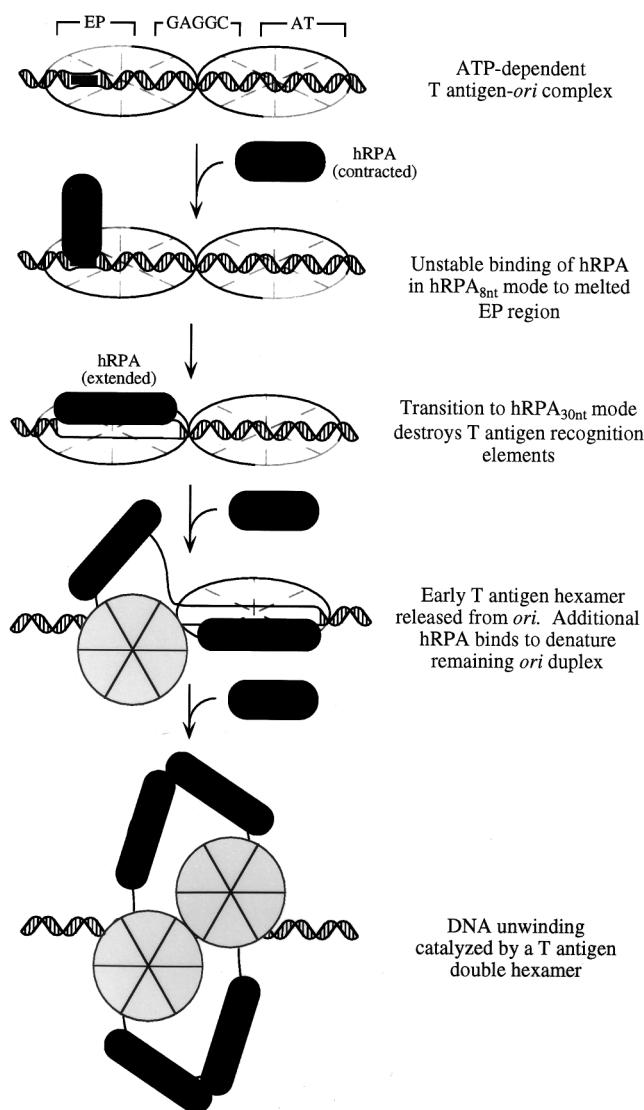 EP GAGGC AT
ATP-dependent
T antigen-ori complex
hRPA
(contracted)
Unstable binding of hRPA
in hRPA8nt mode to melted
EP region
hRPA
(extended)
Transition to hRPA30nt mode
destroys T antigen recognition
elements
Early T antigen hexamer
released from ori. Additional
hRPA binds to denature
remaining ori duplex
DNA unwinding
catalyzed by a T antigen
double hexamer